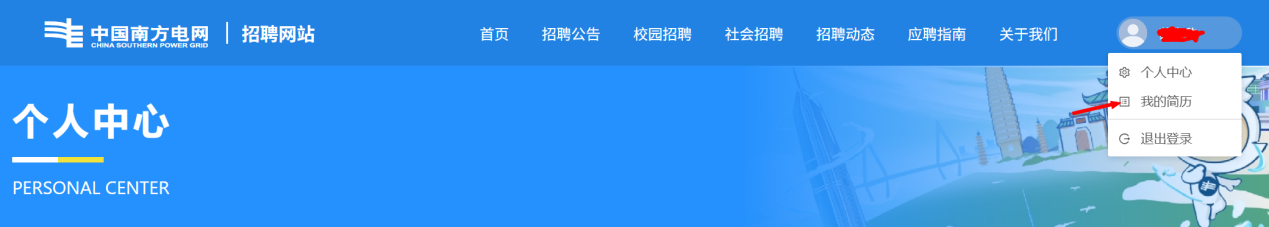 中国南方电网 招聘网站 首页 招聘公告 校园招聘 社会招聘 招聘动态 应聘指南 关于我们
CHINA SOUTHERN POWER GRID
个人中心
我的简历
退出登录
个人中心
PERSONAL CENTER